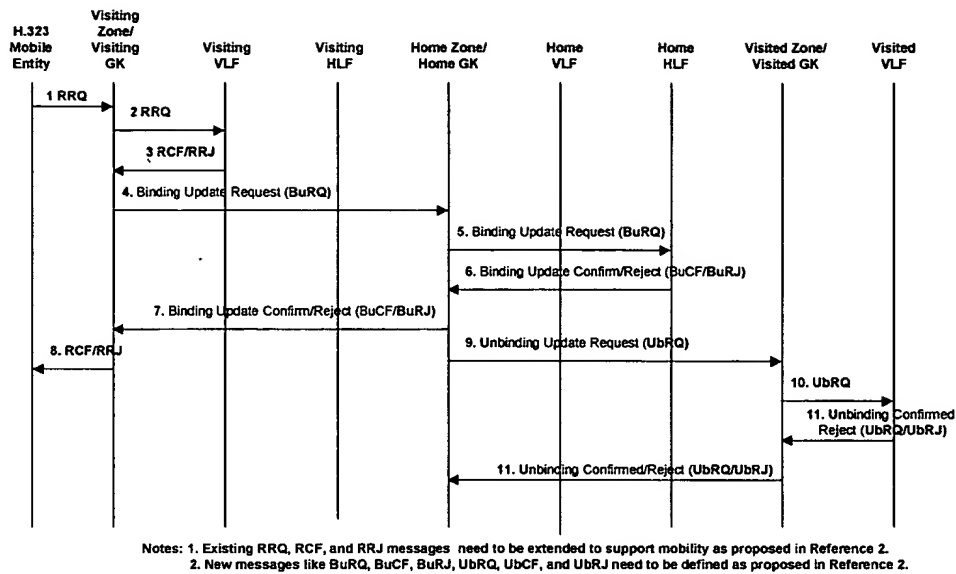 H.323
Mobile
Entity
Visiting
Zone/
Visiting
GK
Visiting
VLF
Visiting
HLF
Home Zone/
Home GK
Home
VLF
Home
HLF
Visited Zone/
Visited GK
Visited
VLF
1 RRQ
2 RRQ
3 RCF/RRJ
4. Binding Update Request (BuRQ)
5. Binding Update Request (BuRQ)
6. Binding Update Confirm/Reject (BuCF/BuRJ)
7. Binding Update Confirm/Reject (BuCF/BuRJ)
8. RCF/RRJ
9. Unbinding Update Request (UbRQ)
10. UbRQ
11. Unbinding Confirmed
Reject (UbRQ/UbRJ)
11. Unbinding Confirmed/Reject (UbRQ/UbRJ)
Notes: 1. Existing RRQ, RCF, and RRJ messages need to be extended to support mobility as proposed in Reference 2.
2. New messages like BuRQ, BuCF, BuRJ, UbRQ, UbCF, and UbRJ need to be defined as proposed in Reference 2.